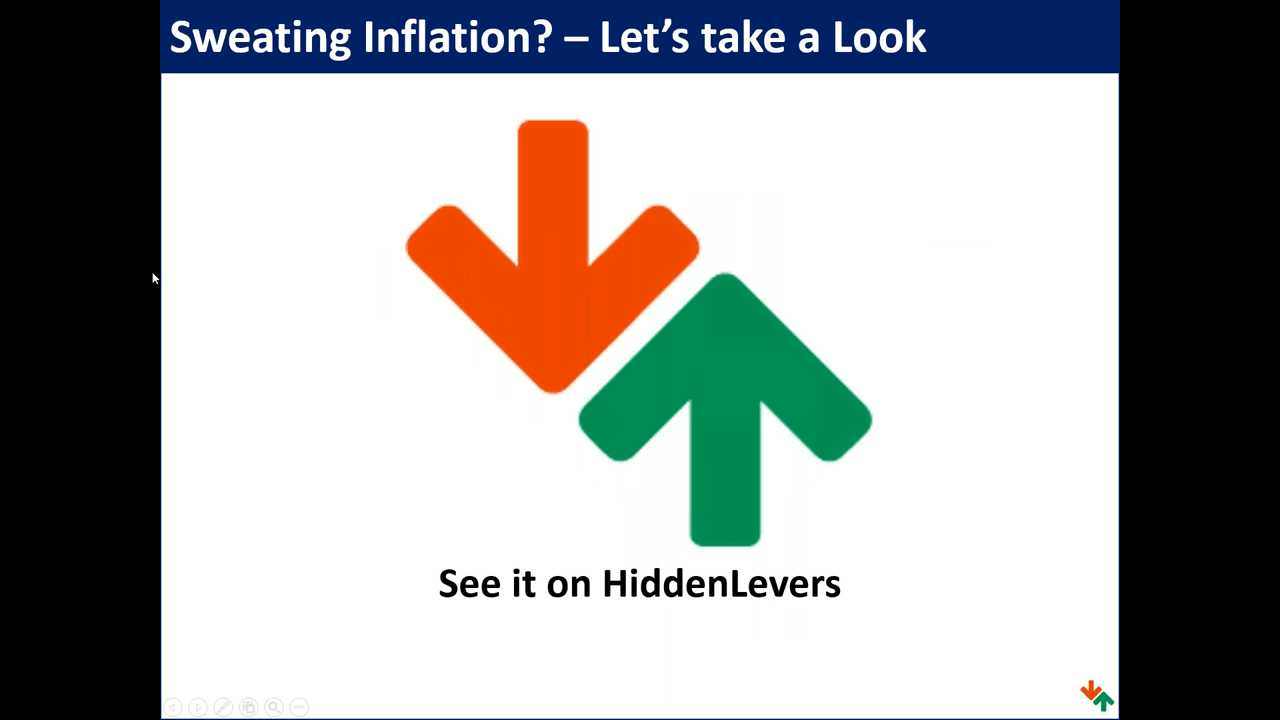 Sweating Inflation? – Let’s take a Look
See it on HiddenLevers